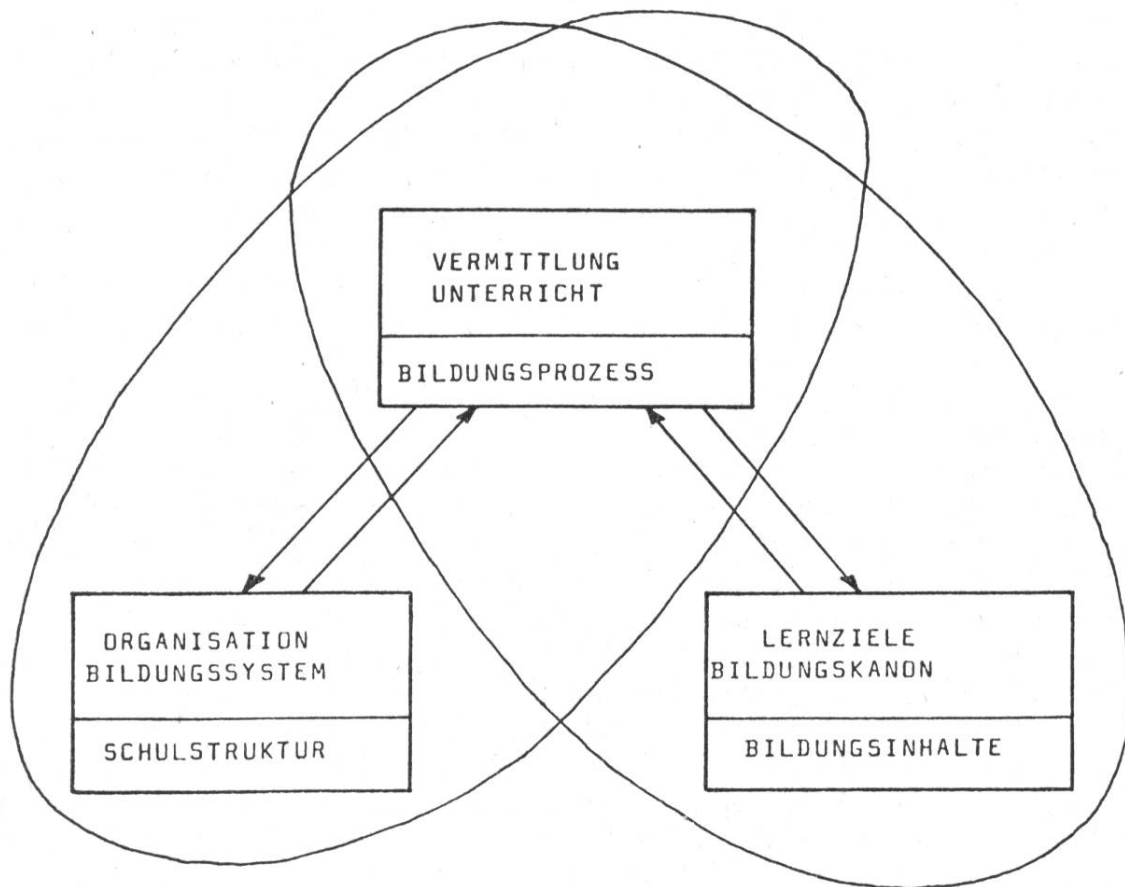 VERMITTLUNG
UNTERRICHT
BILDUNGSPROZESS
ORGANISATION
BILDUNGSSYSTEM
SCHULSTRUKTUR
LERNZIELE
BILDUNGSKANON
BILDUNGSINHALTE